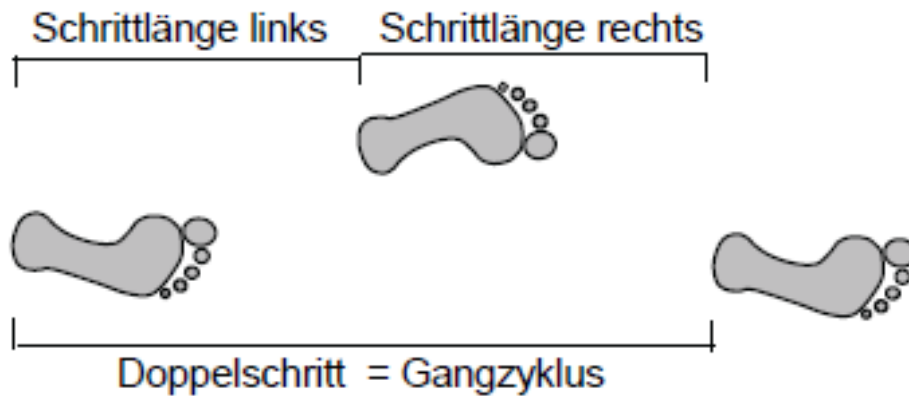 Schrittlänge links
Schrittlänge rechts
Doppelschritt = Gangzyklus